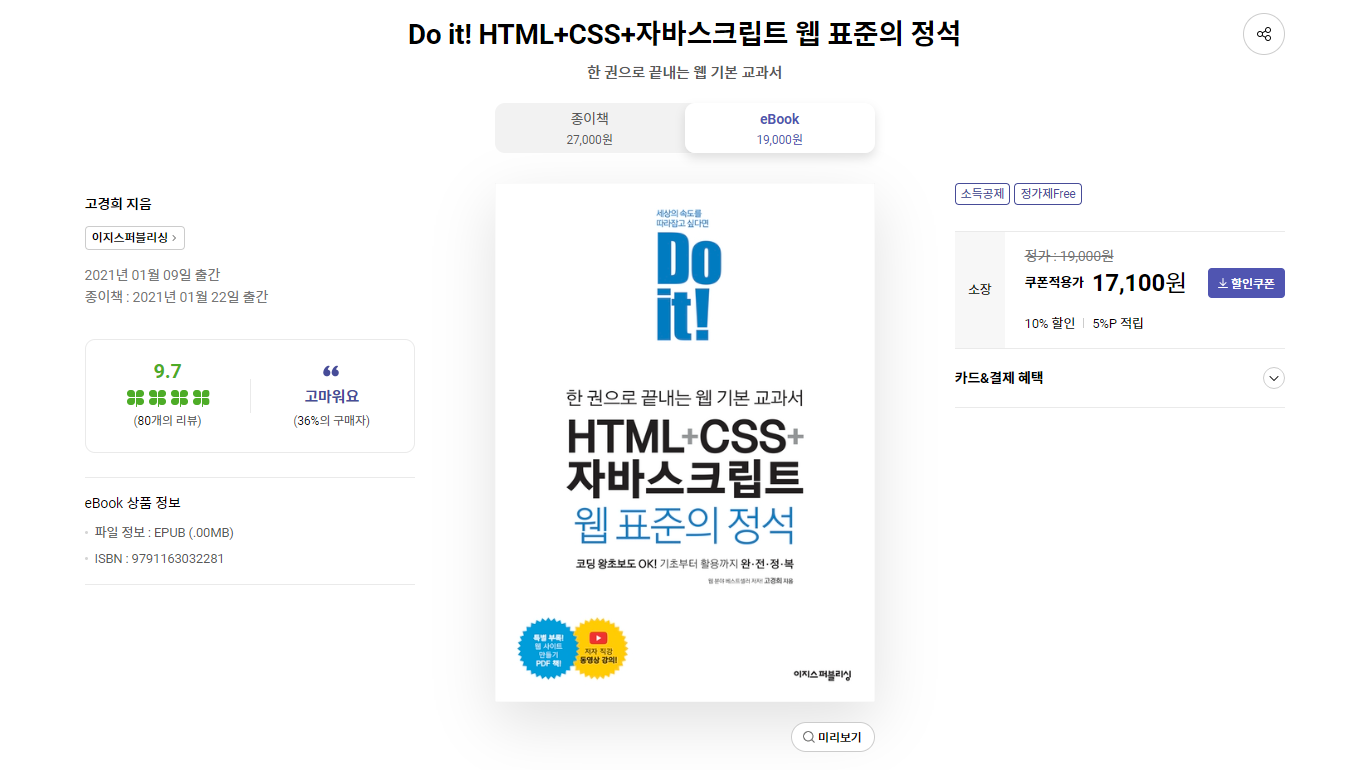 Do it! HTML+CSS+자바스크립트 웹 표준의 정석
한 권으로 끝내는 웹 기본 교과서
종이책
27,000원
eBook
19,000원
고경희 지음
이지스퍼블리싱 >
2021년 01월 09일 출간
종이책 : 2021년 01월 22일 출간
9.7
(80개의 리뷰)
고마워요
(36%의 구매자)
eBook 상품 정보
파일 정보 : EPUB (.00MB)
ISBN : 9791163032281
세상의 속도를
따라잡고 싶다면
Do
it!
한 권으로 끝내는 웹 기본 교과서
HTML+CSS+
자바스크립트
웹 표준의 정석
코딩 왕초보도 OK! 기초부터 활용까지 완·전·정·복
웹 분야 베스트셀러 저자! 고경희 지음
특별 부록!
웹 사이트
만들기
PDF 책!
저자 직강
동영상 강의!
이지스퍼블리싱
미리보기
소득공제
정가제Free
소장
정가 : 19,000원
쿠폰적용가 17,100원
할인쿠폰
10% 할인 | 5%P 적립
카드&결제 혜택